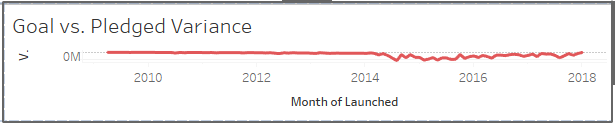 Goal vs. Pledged Variance
V.
0M
2010 2012 2014 2016 2018
Month of Launched